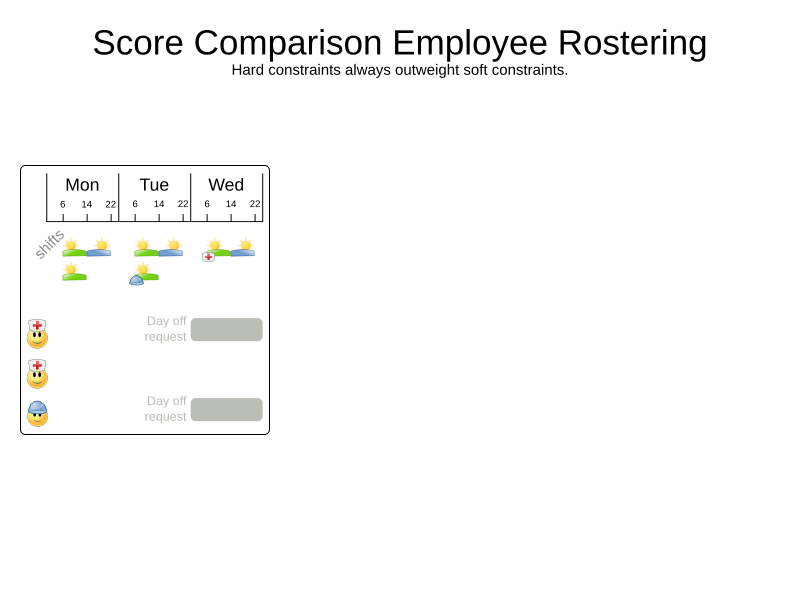 Score Comparison Employee Rostering
Hard constraints always outweight soft constraints.
Mon Tue Wed
6 14 22 6 14 22 6 14 22
shifts
Day off
request
Day off
request